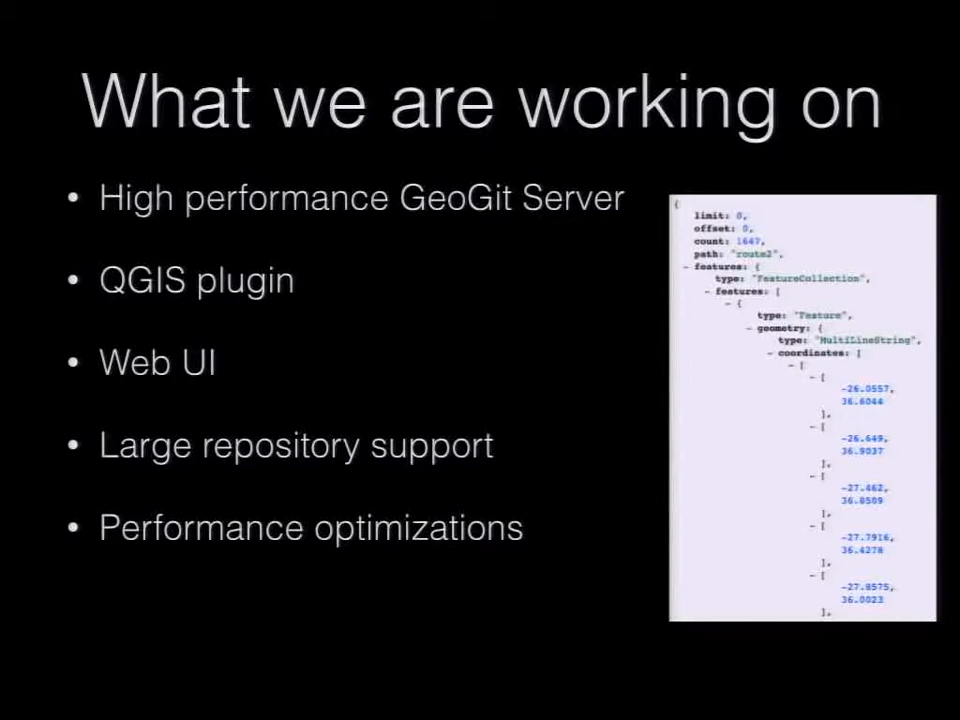 What we are working on
• High performance GeoGit Server
• QGIS plugin
• Web UI
• Large repository support
• Performance optimizations
{
limit: 0,
offset: 0,
count: 1647,
path: "route2",
- features: {
type: "FeatureCollection",
- features: [
- {
type: "Feature",
- geometry: {
type: "MultiLineString",
- coordinates: [
- [
- [
-26.0557,
36.6044
],
- [
-26.649,
36.9037
],
- [
-27.462,
36.8509
],
- [
-27.7916,
36.4278
],
- [
-27.8575,
36.0023
],